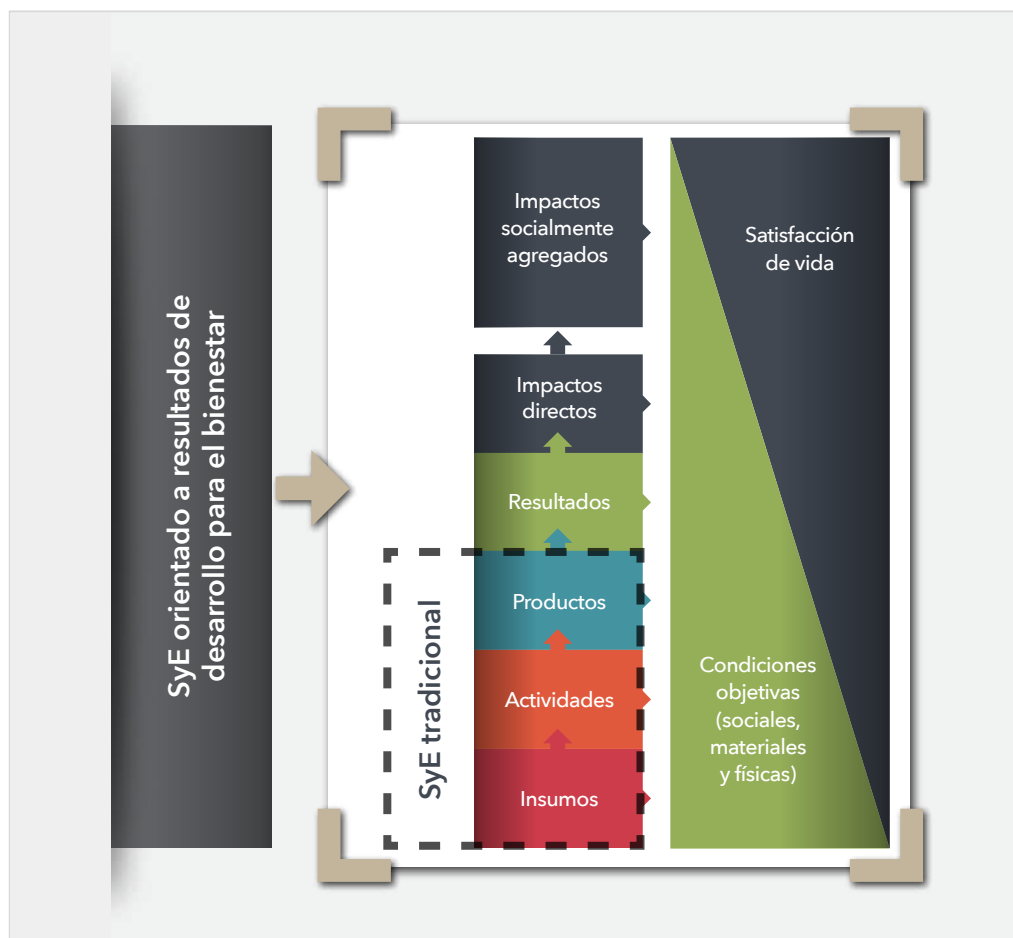 SyE orientado a resultados de
desarrollo para el bienestar
Impactos
socialmente
agregados
Impactos
directos
Resultados
SyE tradicional
Productos
Actividades
Insumos
Satisfacción
de vida
Condiciones
objetivas
(sociales,
materiales
y físicas)